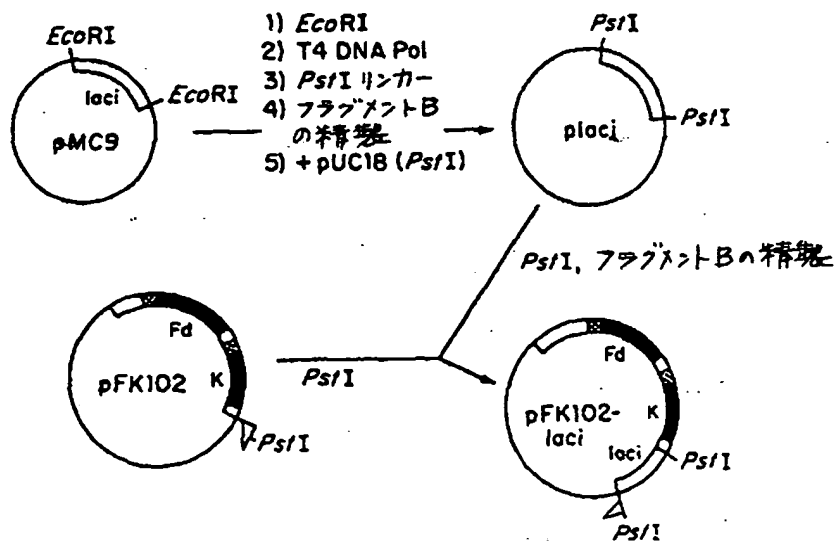 EcoRI
laci
EcoRI
pMC9
1) EcoRI
2) T4 DNA Pol
3) PstI リンカー
4) フラグメントB
の精製
5) + pUC18 (PstI)
PstI
placi
PstI
PstI, フラグメントBの精製
Fd
pFK102
K
PstI
PstI
Fd
pFK102-
laci
K
laci
PstI
PstI